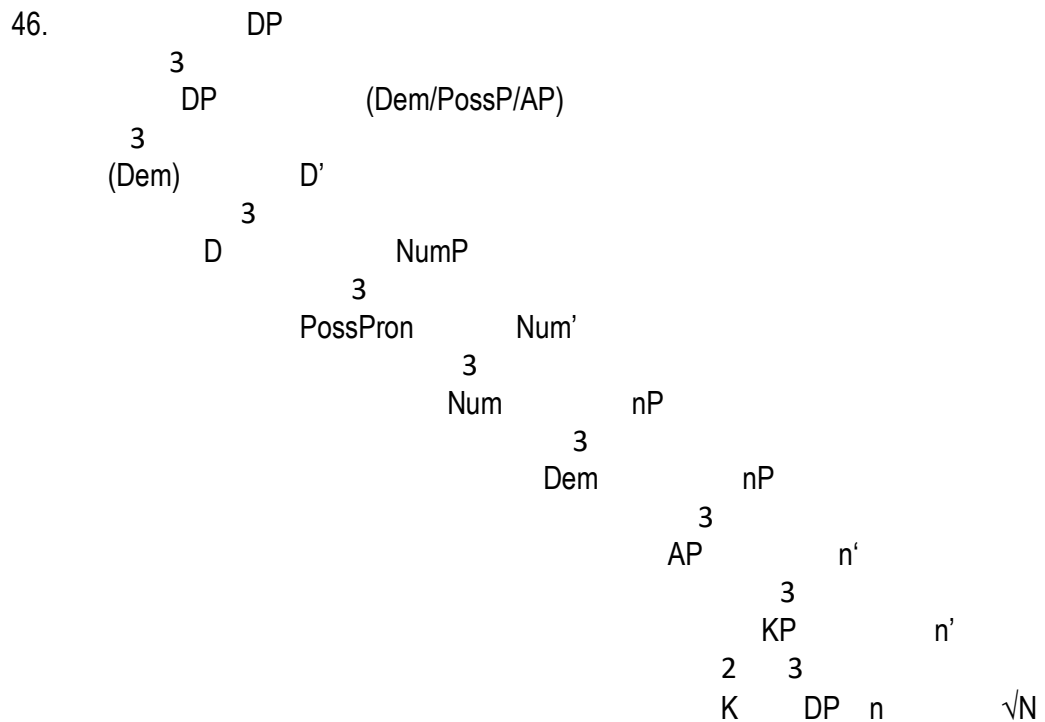 46. DP
3
DP (Dem/PossP/AP)
3
(Dem) D’
3
D NumP
3
PossPron Num’
3
Num nP
3
Dem nP
3
AP n‘
3
KP n’
2 3
K DP n √N